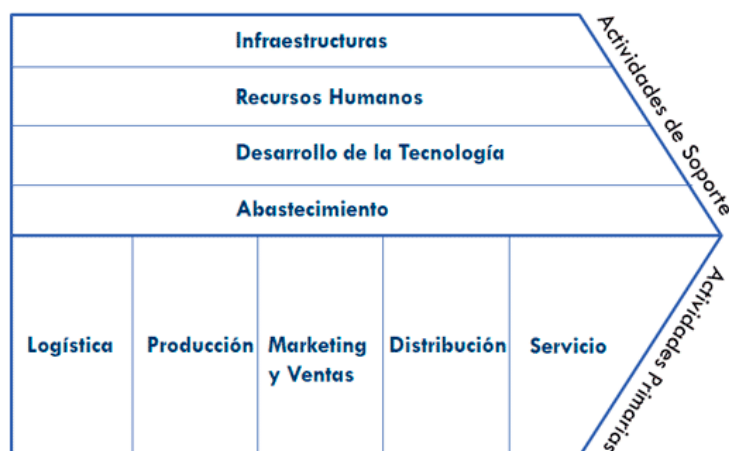 Infraestructuras
Recursos Humanos
Desarrollo de la Tecnología
Abastecimiento
Actividades de Soporte
Logística
Producción
Marketing
y Ventas
Distribución
Servicio
Actividades Primarias